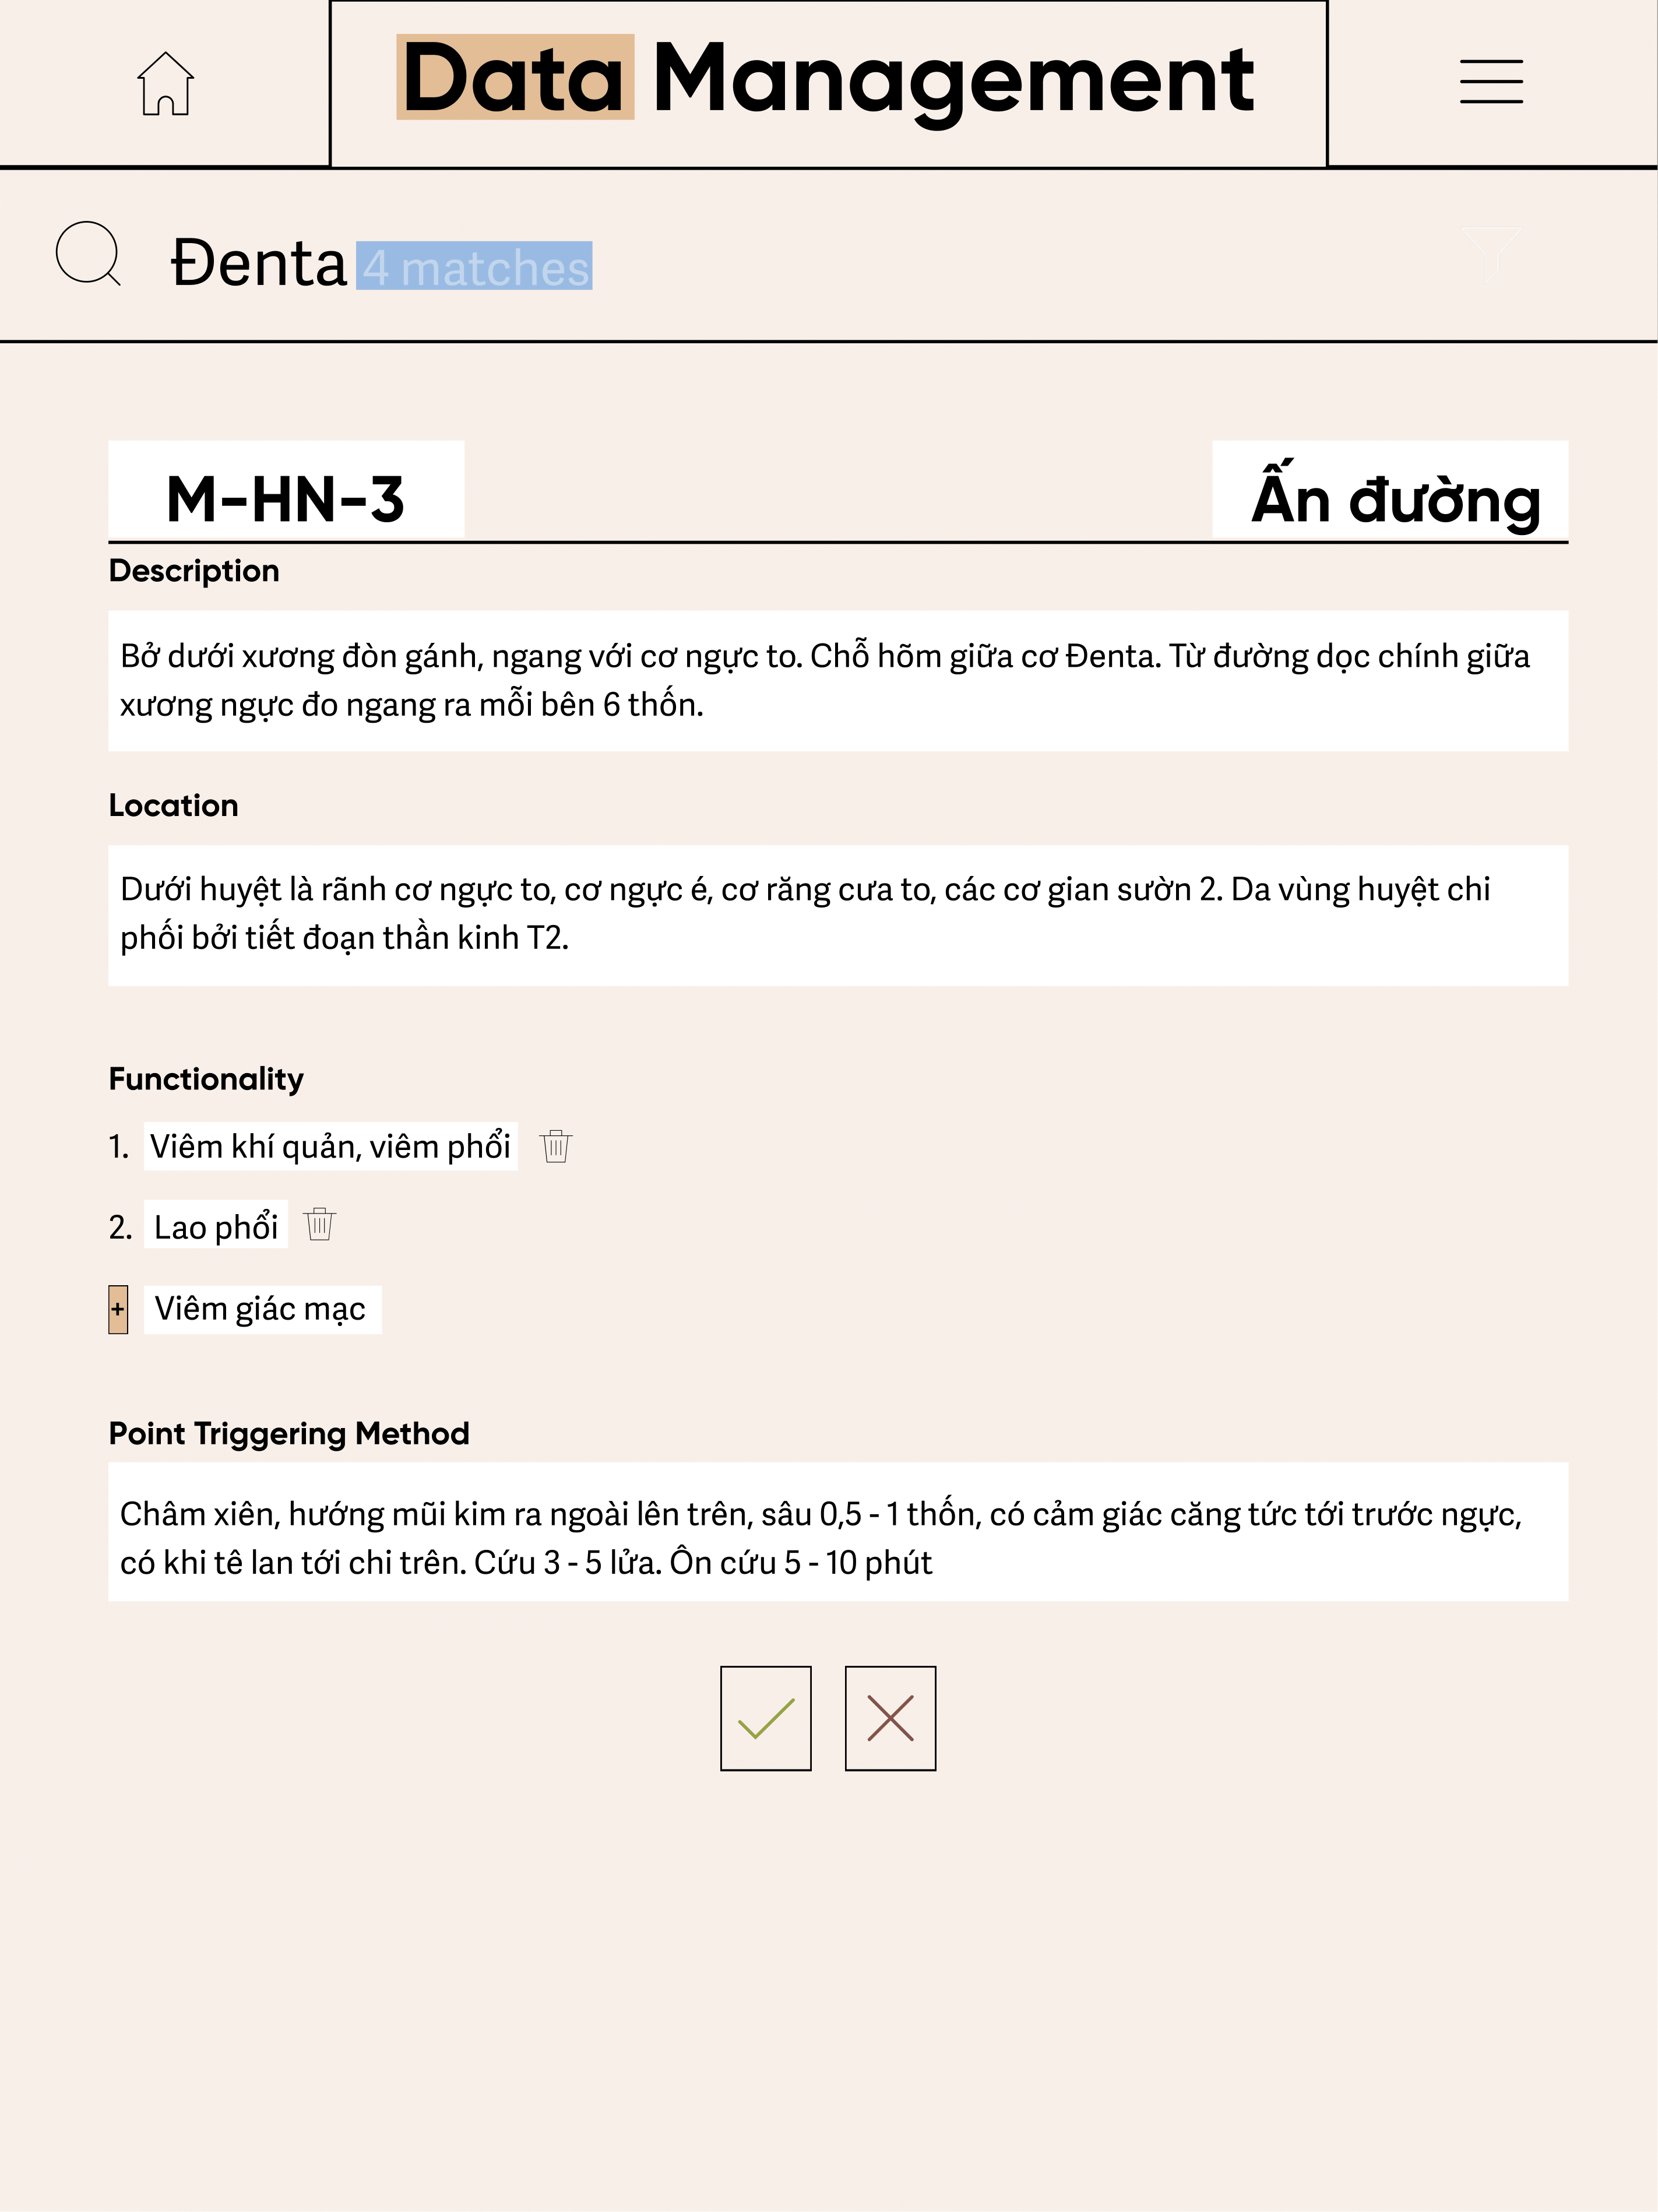 Data Management
Đenta 4 matches
M-HN-3
Ấn đường
Description
Bở dưới xương đòn gánh, ngang với cơ ngực to. Chỗ hõm giữa cơ Đenta. Từ đường dọc chính giữa
xương ngực đo ngang ra mỗi bên 6 thốn.
Location
Dưới huyệt là rãnh cơ ngực to, cơ ngực é, cơ răng cưa to, các cơ gian sườn 2. Da vùng huyệt chi
phối bởi tiết đoạn thần kinh T2.
Functionality
1. Viêm khí quản, viêm phổi
2. Lao phổi
+ Viêm giác mạc
Point Triggering Method
Châm xiên, hướng mũi kim ra ngoài lên trên, sâu 0,5 - 1 thốn, có cảm giác căng tức tới trước ngực,
có khi tê lan tới chi trên. Cứu 3 - 5 lửa. Ôn cứu 5 - 10 phút